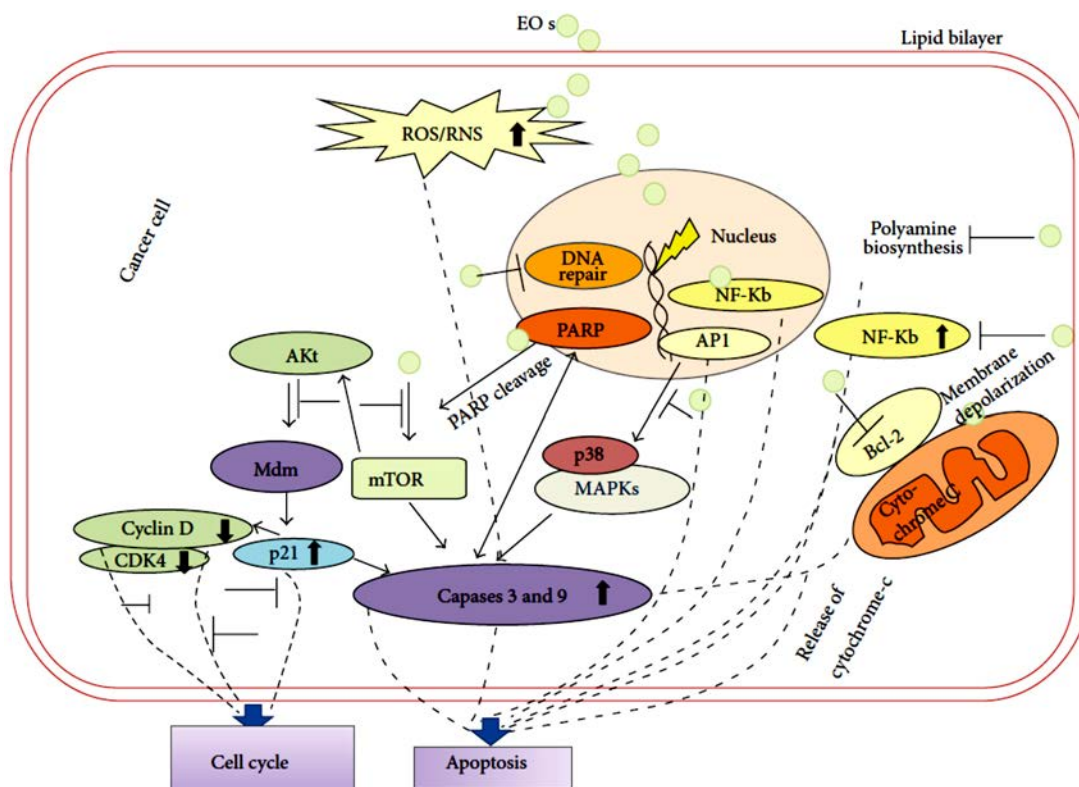 EO s
Lipid bilayer
ROS/RNS
Cancer cell
Nucleus
Polyamine
biosynthesis
DNA
repair
NF-Kb
PARP
AP1
NF-Kb
AKt
PARP cleavage
Membrane
depolarization
Bcl-2
p38
MAPKs
Mdm
mTOR
Cyto-
chrome C
Cyclin D
CDK4
p21
Capases 3 and 9
Release of
cytochrome-c
Cell cycle
Apoptosis